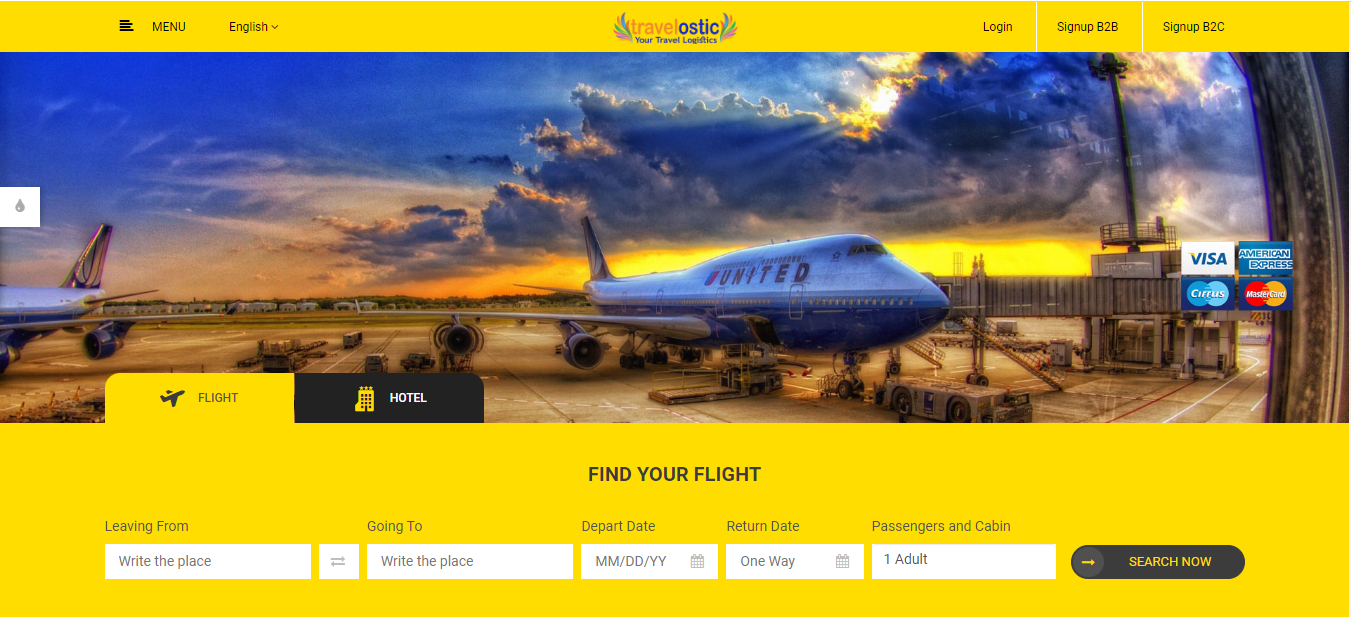 MENU
English
travelostic
Your Travel Logistics
Login
Signup B2B
Signup B2C
UNITED
VISA
AMERICAN EXPRESS
Cirrus
MasterCard
FLIGHT
HOTEL
FIND YOUR FLIGHT
Leaving From
Going To
Depart Date
Return Date
Passengers and Cabin
Write the place
Write the place
MM/DD/YY
One Way
1 Adult
SEARCH NOW